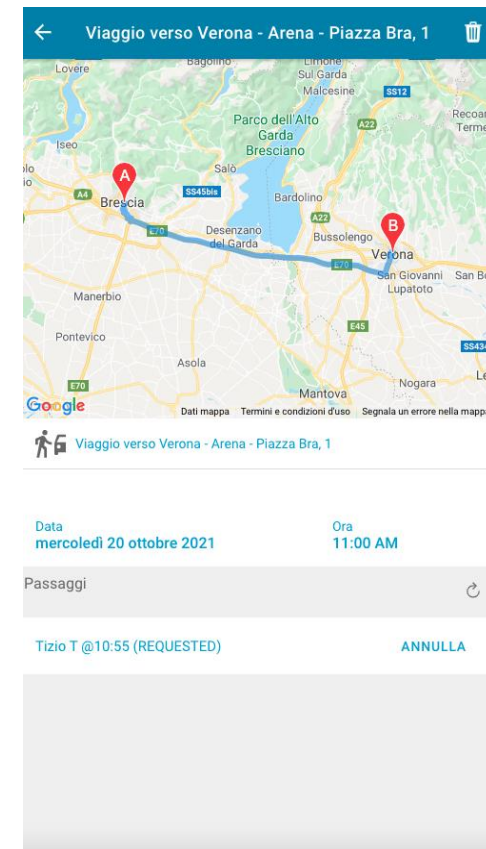 Viaggio verso Verona - Arena - Piazza Bra, 1
Lovere
Bagolino
Limone
Sul Garda
Malcesine
SS12
Parco dell'Alto
Garda
Bresciano
A22
Recoar
Terme
Iseo
Salò
A
A4
Brescia
SS45bis
Bardolino
A22
B
E70
Desenzano
del Garda
Bussolengo
Verona
E70
San Giovanni
Lupatoto
San Bo
Manerbio
E45
Pontevico
SS434
Asola
E70
Nogara
Le
Mantova
Google
Dati mappa
Termini e condizioni d'uso
Segnala un errore nella mappa
Viaggio verso Verona - Arena - Piazza Bra, 1
Data
Ora
mercoledì 20 ottobre 2021
11:00 AM
Passaggi
Tizio T @10:55 (REQUESTED)
ANNULLA